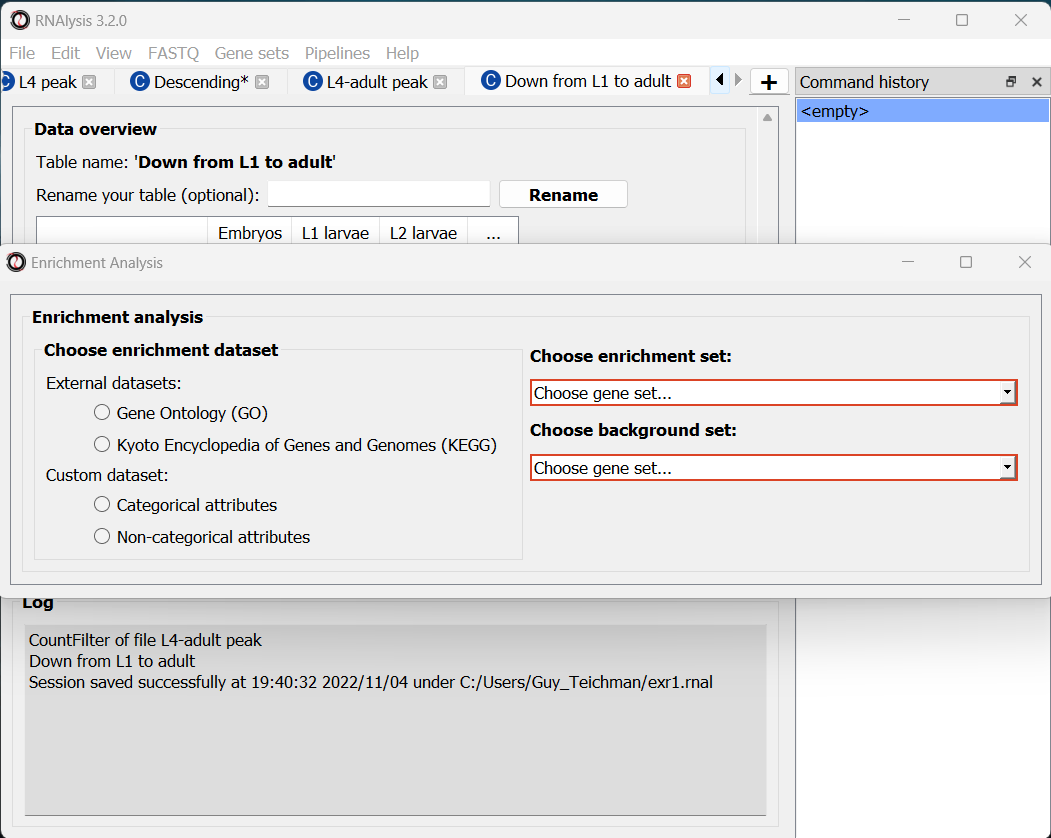 RNAlysis 3.2.0
File Edit View FASTQ Gene sets Pipelines Help
L4 peak Descending* L4-adult peak Down from L1 to adult
Command history
<empty>
Data overview
Table name: 'Down from L1 to adult'
Rename your table (optional): Rename
Embryos L1 larvae L2 larvae ...
Enrichment Analysis
Enrichment analysis
Choose enrichment dataset
External datasets:
Gene Ontology (GO)
Kyoto Encyclopedia of Genes and Genomes (KEGG)
Custom dataset:
Categorical attributes
Non-categorical attributes
Choose enrichment set:
Choose gene set...
Choose background set:
Choose gene set...
Log
CountFilter of file L4-adult peak
Down from L1 to adult
Session saved successfully at 19:40:32 2022/11/04 under C:/Users/Guy_Teichman/exr1.rnal